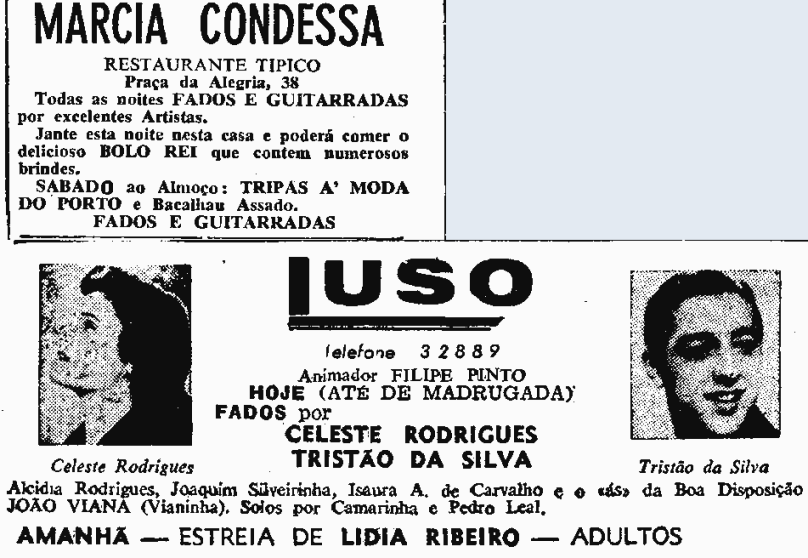 MARCIA CONDESSA
RESTAURANTE TIPICO
Praça da Alegria, 38
Todas as noites FADOS E GUITARRADAS
por excelentes Artistas.
Jante esta noite nesta casa e poderá comer o
delicioso BOLO REI que contem numerosos
brindes.
SABADO ao Almoço: TRIPAS A' MODA
DO PORTO e Bacalhau Assado.
FADOS E GUITARRADAS
LUSO
Telefone 32889
Animador FILIPE PINTO
HOJE (ATÉ DE MADRUGADA)
FADOS por
CELESTE RODRIGUES
TRISTÃO DA SILVA
Celeste Rodrigues
Tristão da Silva
Alcidia Rodrigues, Joaquim Silveirinha, Isaura A. de Carvalho e o «ás» da Boa Disposição
JOÃO VIANA (Vianinha). Solos por Camarinha e Pedro Leal.
AMANHÃ — ESTREIA DE LIDIA RIBEIRO — ADULTOS